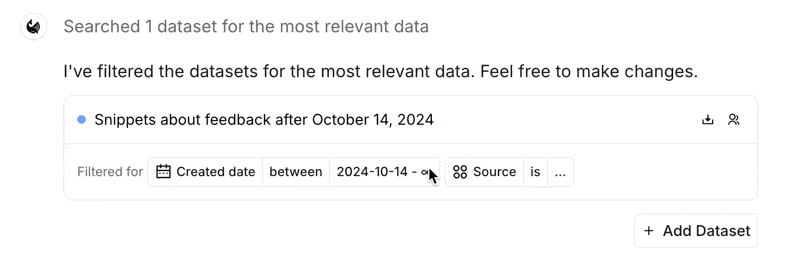 Searched 1 dataset for the most relevant data
I've filtered the datasets for the most relevant data. Feel free to make changes.
Snippets about feedback after October 14, 2024
Filtered for Created date between 2024-10-14 - ∞ Source is ...
+ Add Dataset